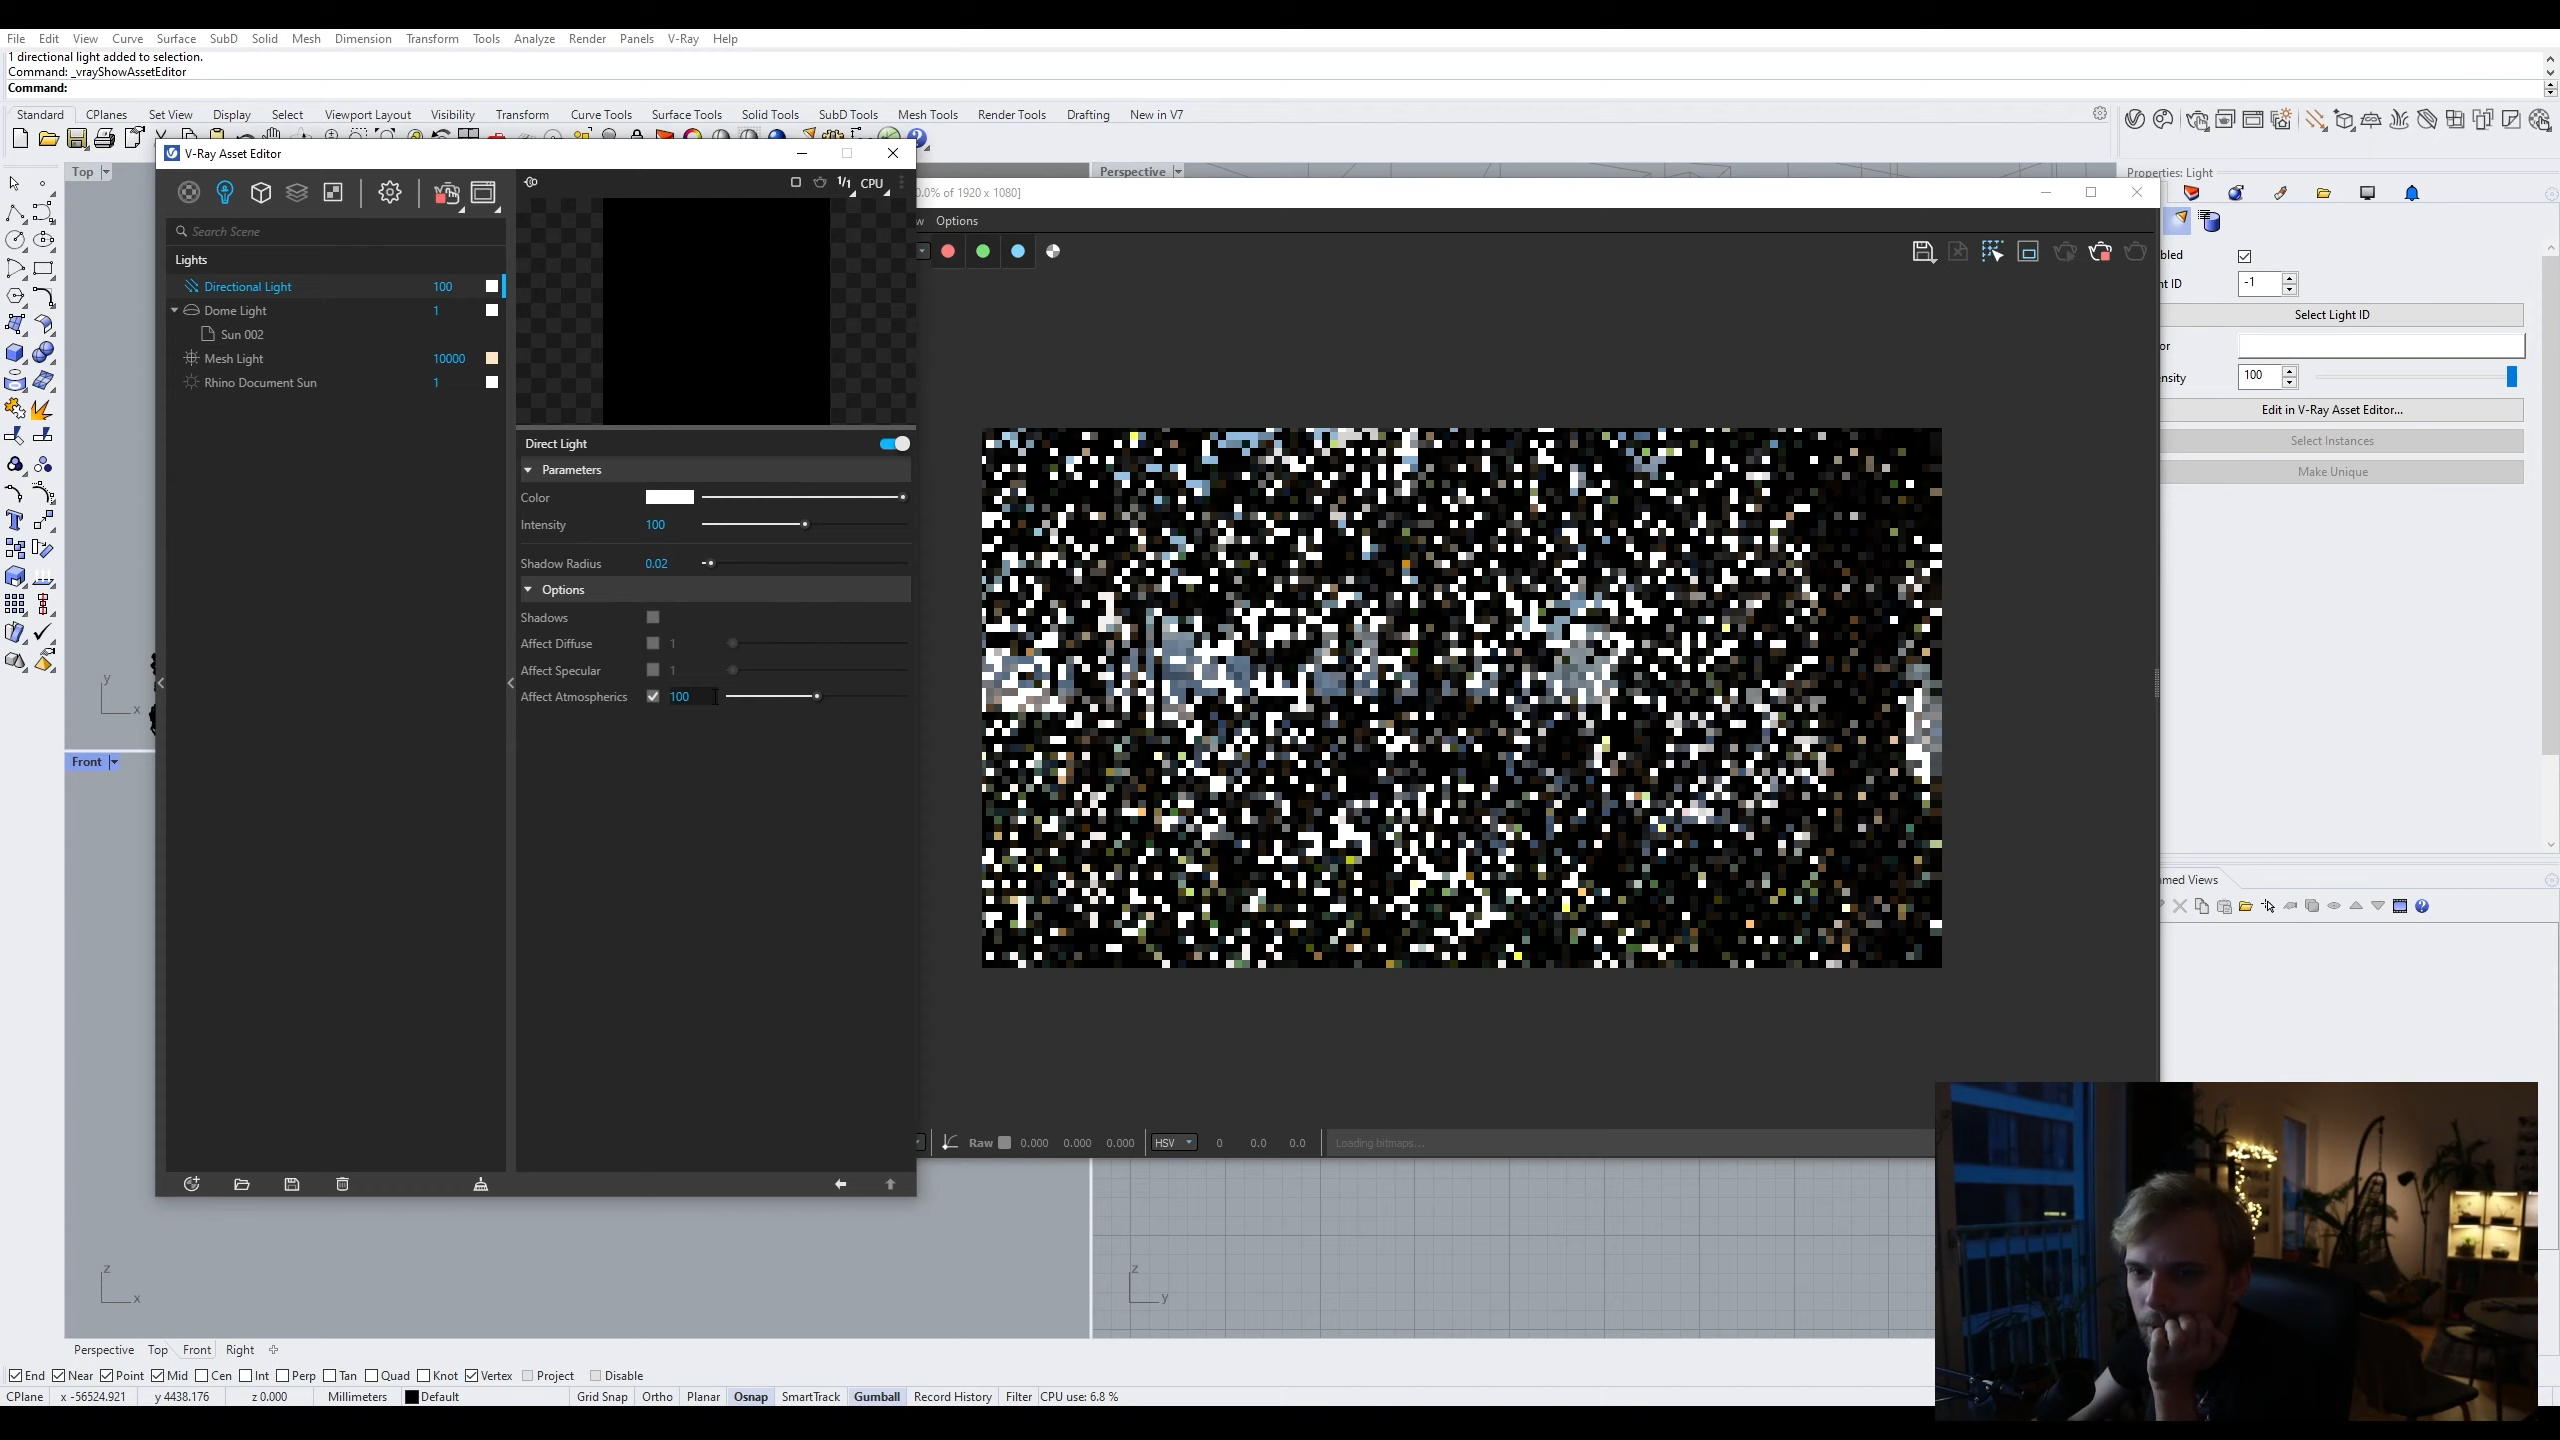 File Edit View Curve Surface SubD Solid Mesh Dimension Transform Tools Analyze Render Panels V-Ray Help
1 directional light added to selection.
Command: _vrayShowAssetEditor
Command:
Standard CPlanes Set View Display Select Viewport Layout Visibility Transform Curve Tools Surface Tools Solid Tools SubD Tools Mesh Tools Render Tools Drafting New in V7
V-Ray Asset Editor
Top
Perspective
Properties: Light
0.0% of 1920 x 1080]
1/1 CPU
w Options
Search Scene
Lights
Directional Light 100
Dome Light 1
Sun 002
Mesh Light 10000
Rhino Document Sun 1
Direct Light
Parameters
Color
Intensity 100
Shadow Radius 0.02
Options
Shadows
Affect Diffuse 1
Affect Specular 1
Affect Atmospherics 100
bled
ht ID -1
Select Light ID
or
ensity 100
Edit in V-Ray Asset Editor...
Select Instances
Make Unique
amed Views
y
x
Front
Raw 0.000 0.000 0.000 HSV 0 0.0 0.0 Loading bitmaps...
z
x
z
y
Perspective Top Front Right
End Near Point Mid Cen Int Perp Tan Quad Knot Vertex Project Disable
CPlane x -56524.921 y 4438.176 z 0.000 Millimeters Default Grid Snap Ortho Planar Osnap SmartTrack Gumball Record History Filter CPU use: 6.8 %